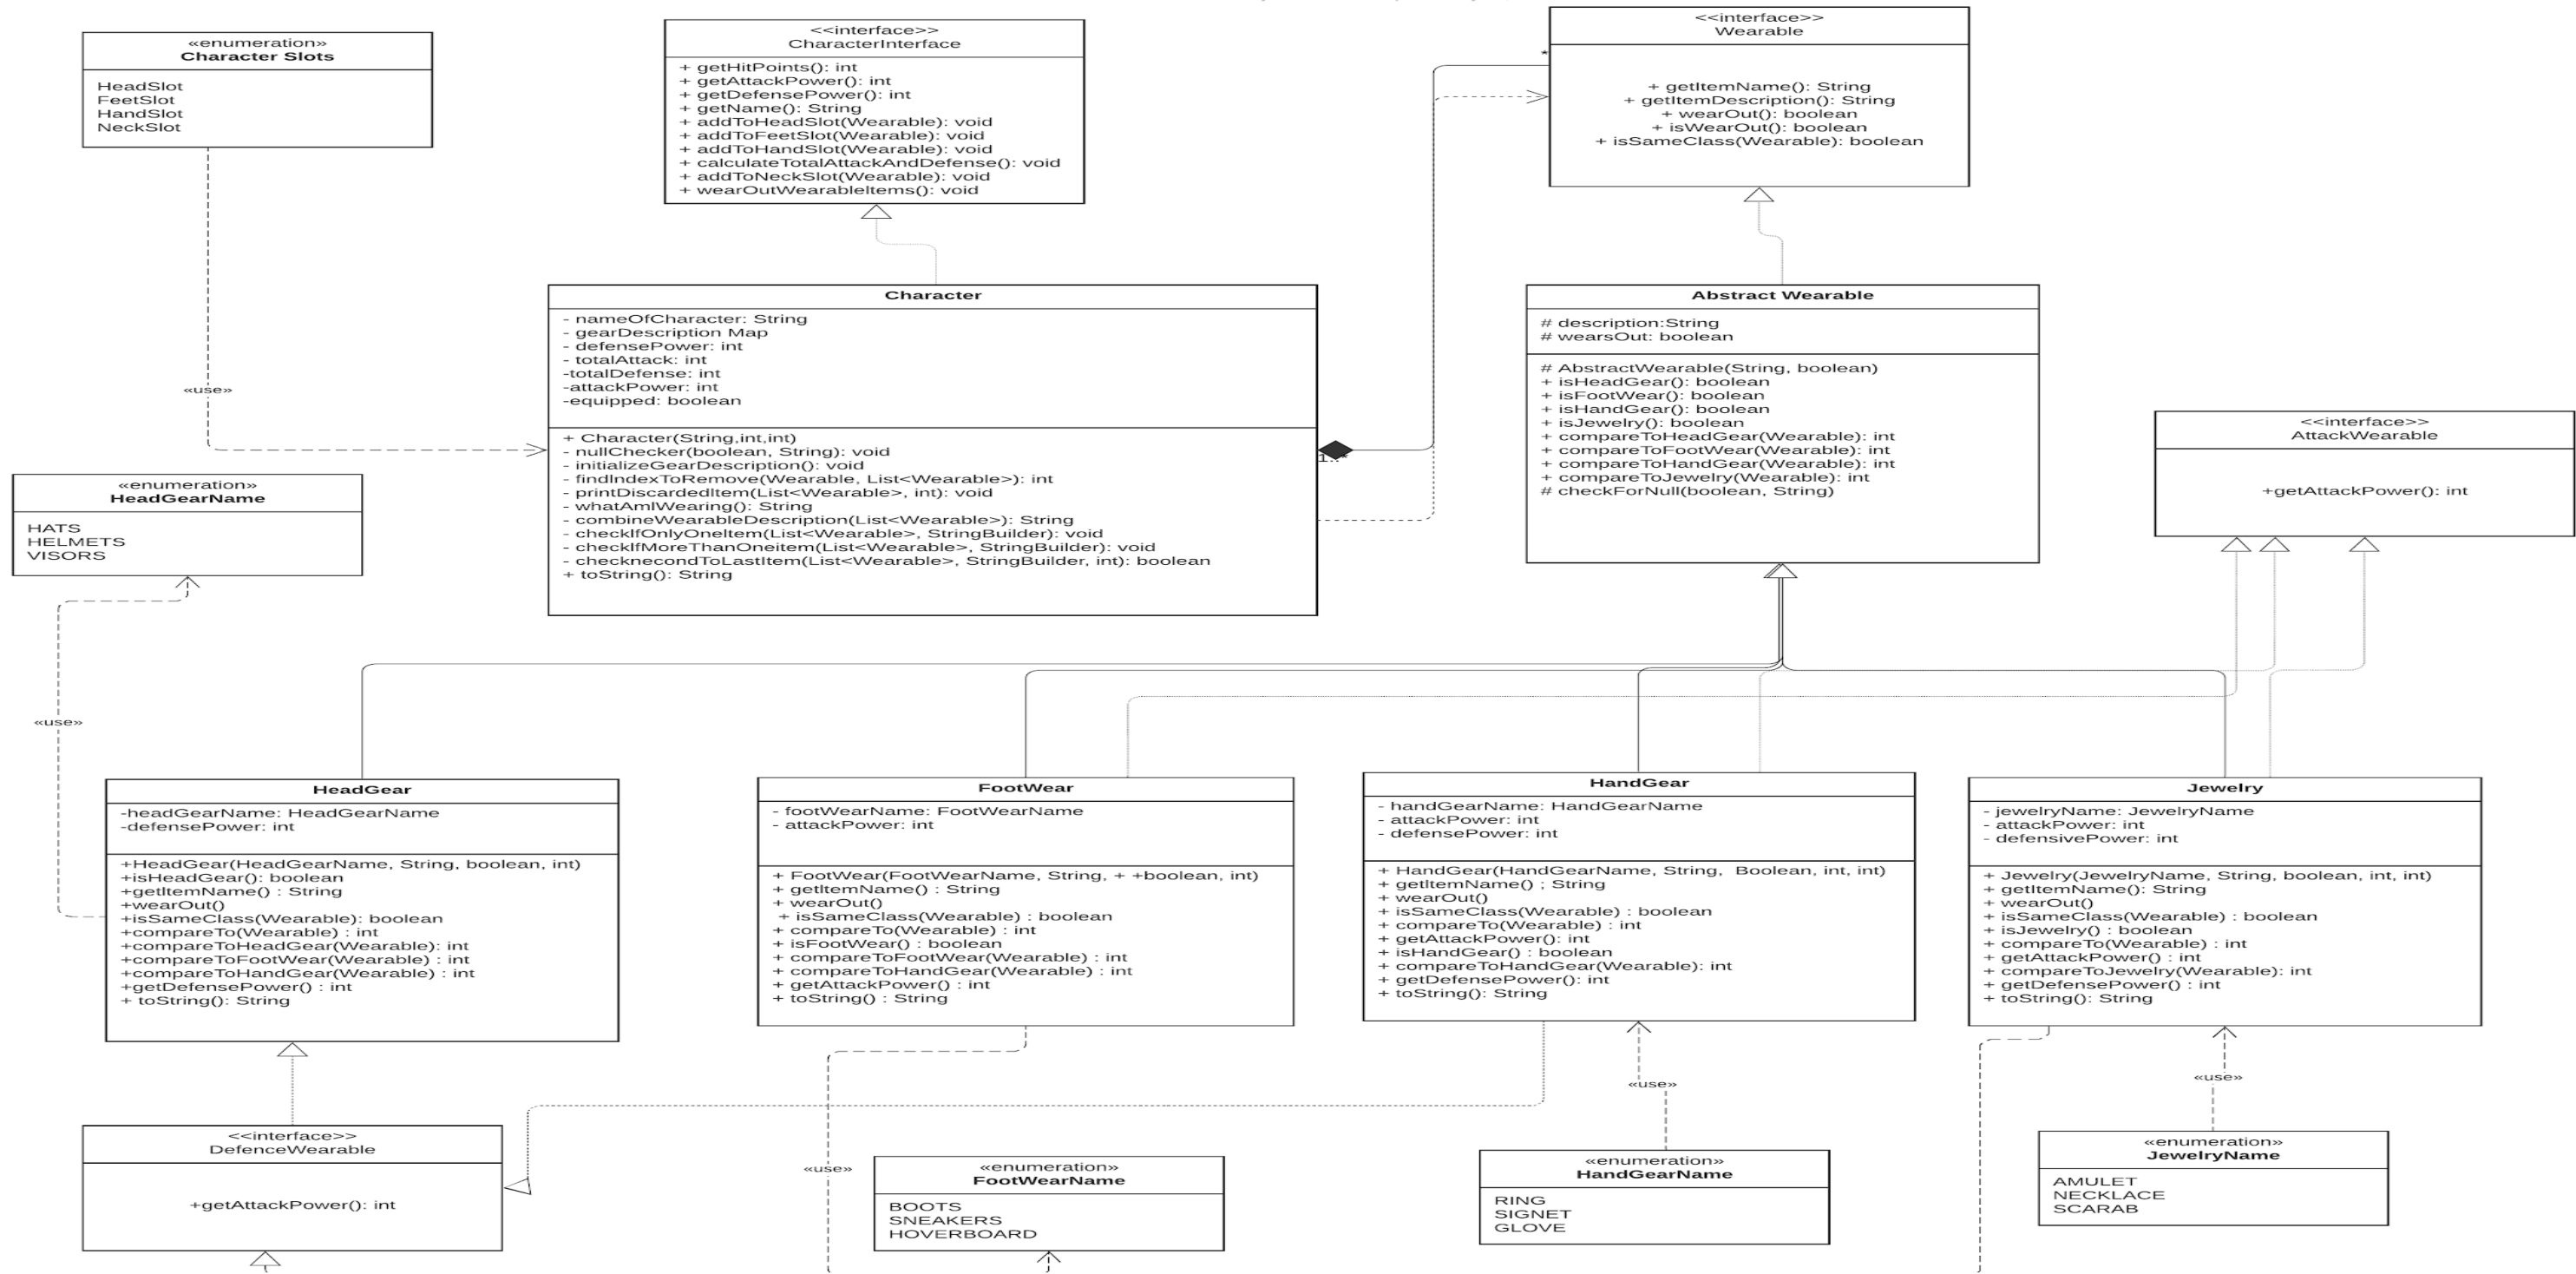 «enumeration»
Character Slots
HeadSlot
FeetSlot
HandSlot
NeckSlot
<<interface>>
CharacterInterface
+ getHitPoints(): int
+ getAttackPower(): int
+ getDefensePower(): int
+ getName(): String
+ addToHeadSlot(Wearable): void
+ addToFeetSlot(Wearable): void
+ addToHandSlot(Wearable): void
+ calculateTotalAttackAndDefense(): void
+ addToNeckSlot(Wearable): void
+ wearOutWearableItems(): void
<<interface>>
Wearable
+ getItemName(): String
+ getItemDescription(): String
+ wearOut(): boolean
+ isWearOut(): boolean
+ isSameClass(Wearable): boolean
*
«use»
Character
- nameOfCharacter: String
- gearDescription Map
- defensePower: int
- totalAttack: int
-totalDefense: int
-attackPower: int
-equipped: boolean
+ Character(String,int,int)
- nullChecker(boolean, String): void
- initializeGearDescription(): void
- findIndexToRemove(Wearable, List<Wearable>): int
- printDiscardedItem(List<Wearable>, int): void
- whatAmIWearing(): String
- combineWearableDescription(List<Wearable>): String
- checkIfOnlyOneItem(List<Wearable>, StringBuilder): void
- checkIfMoreThanOneitem(List<Wearable>, StringBuilder): void
- checknecondToLastItem(List<Wearable>, StringBuilder, int): boolean
+ toString(): String
1..*
Abstract Wearable
# description:String
# wearsOut: boolean
# AbstractWearable(String, boolean)
+ isHeadGear(): boolean
+ isFootWear(): boolean
+ isHandGear(): boolean
+ isJewelry(): boolean
+ compareToHeadGear(Wearable): int
+ compareToFootWear(Wearable): int
+ compareToHandGear(Wearable): int
+ compareToJewelry(Wearable): int
# checkForNull(boolean, String)
<<interface>>
AttackWearable
+getAttackPower(): int
«enumeration»
HeadGearName
HATS
HELMETS
VISORS
«use»
HeadGear
-headGearName: HeadGearName
-defensePower: int
+HeadGear(HeadGearName, String, boolean, int)
+isHeadGear(): boolean
+getItemName() : String
+wearOut()
+isSameClass(Wearable): boolean
+compareTo(Wearable) : int
+compareToHeadGear(Wearable): int
+compareToFootWear(Wearable) : int
+compareToHandGear(Wearable) : int
+getDefensePower() : int
+ toString(): String
FootWear
- footWearName: FootWearName
- attackPower: int
+ FootWear(FootWearName, String, + +boolean, int)
+ getItemName() : String
+ wearOut()
+ isSameClass(Wearable) : boolean
+ compareTo(Wearable) : int
+ isFootWear() : boolean
+ compareToFootWear(Wearable) : int
+ compareToHandGear(Wearable) : int
+ getAttackPower() : int
+ toString() : String
HandGear
- handGearName: HandGearName
- attackPower: int
- defensePower: int
+ HandGear(HandGearName, String, Boolean, int, int)
+ getItemName() ; String
+ wearOut()
+ isSameClass(Wearable) : boolean
+ compareTo(Wearable) : int
+ getAttackPower(): int
+ isHandGear() : boolean
+ compareToHandGear(Wearable): int
+ getDefensePower(): int
+ toString(): String
Jewelry
- jewelryName: JewelryName
- attackPower: int
- defensivePower: int
+ Jewelry(JewelryName, String, boolean, int, int)
+ getItemName(): String
+ wearOut()
+ isSameClass(Wearable) : boolean
+ isJewelry() : boolean
+ compareTo(Wearable) : int
+ getAttackPower() : int
+ compareToJewelry(Wearable): int
+ getDefensePower() : int
+ toString(): String
<<interface>>
DefenceWearable
+getAttackPower(): int
«use»
«enumeration»
FootWearName
BOOTS
SNEAKERS
HOVERBOARD
«use»
«enumeration»
HandGearName
RING
SIGNET
GLOVE
«use»
«enumeration»
JewelryName
AMULET
NECKLACE
SCARAB